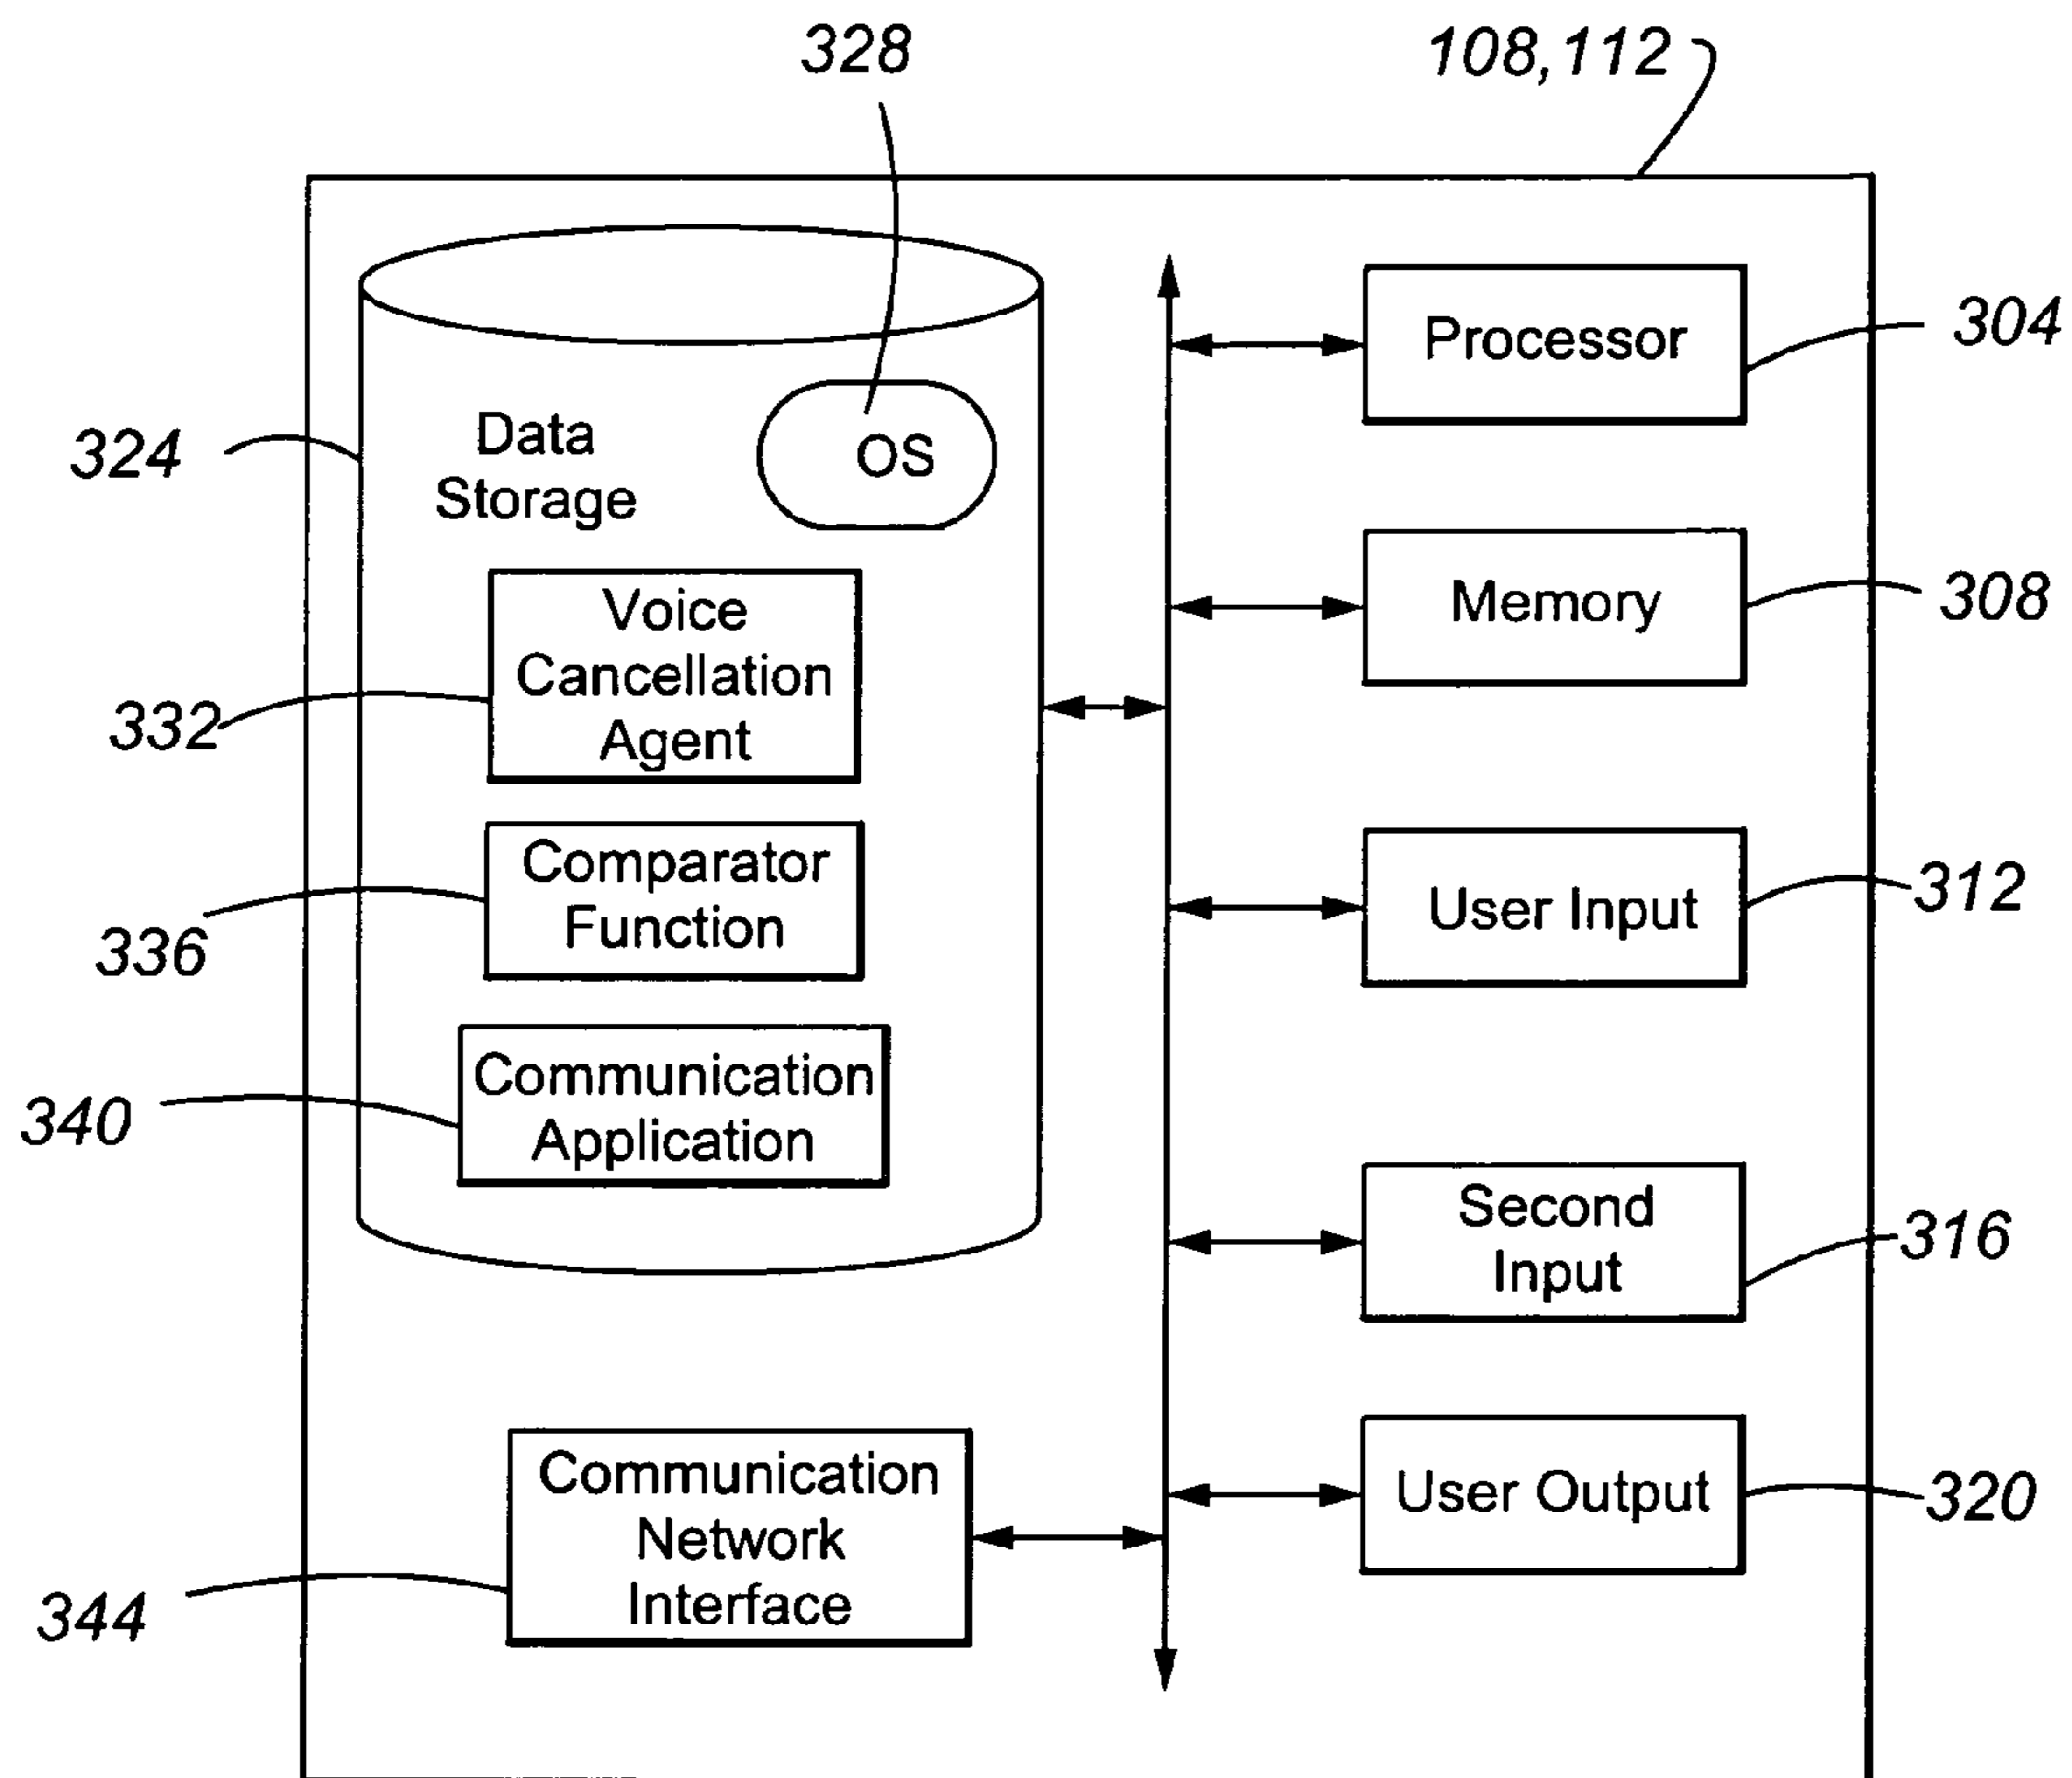 328
108,112
Processor
304
Data
Storage
OS
324
Memory
308
Voice
Cancellation
Agent
332
Comparator
Function
336
User Input
312
Communication
Application
340
Second
Input
316
Communication
Network
Interface
344
User Output
320